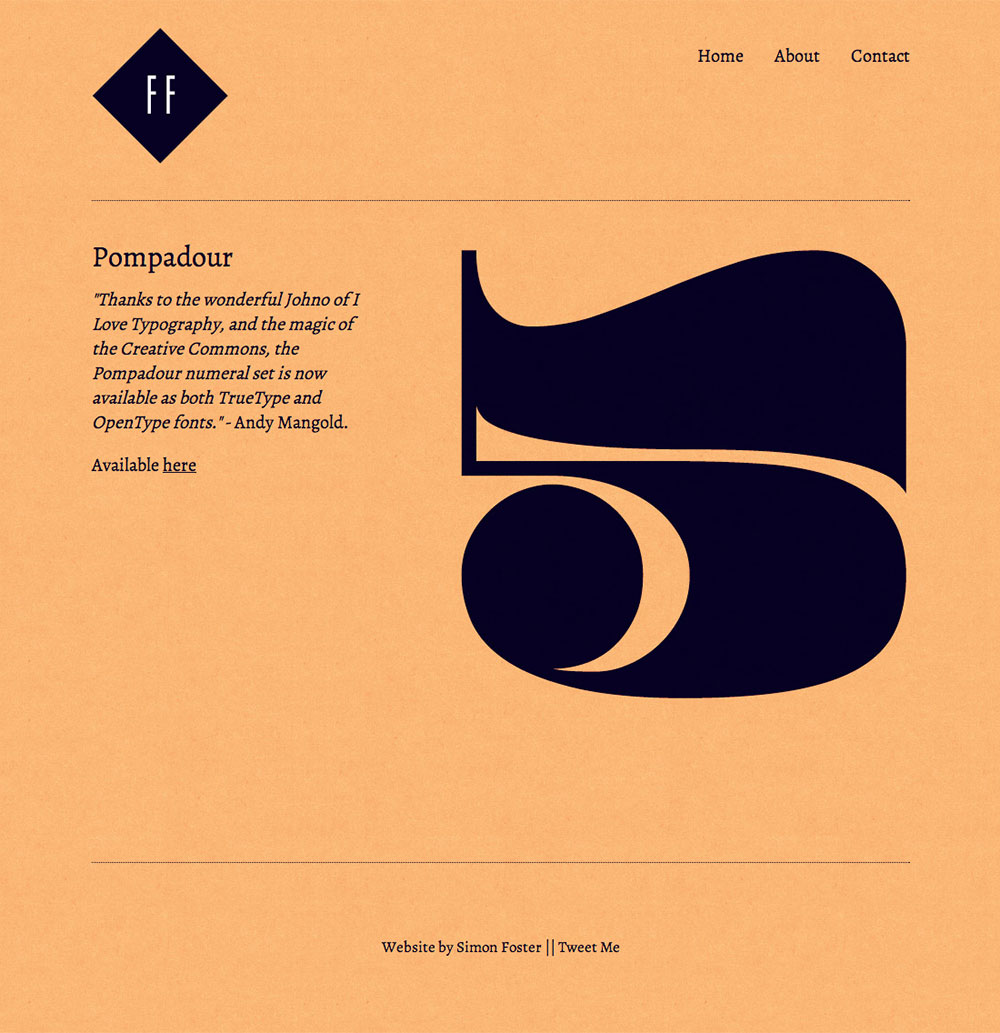 FF
Home About Contact
Pompadour
"Thanks to the wonderful Johno of I
Love Typography, and the magic of
the Creative Commons, the
Pompadour numeral set is now
available as both TrueType and
OpenType fonts." - Andy Mangold.
Available here
5
Website by Simon Foster || Tweet Me